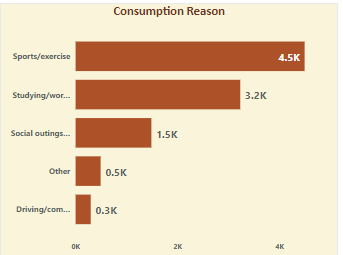 Consumption Reason
Sports/exercise
4.5K
Studying/wor...
3.2K
Social outings...
1.5K
Other
0.5K
Driving/com...
0.3K
0K 2K 4K